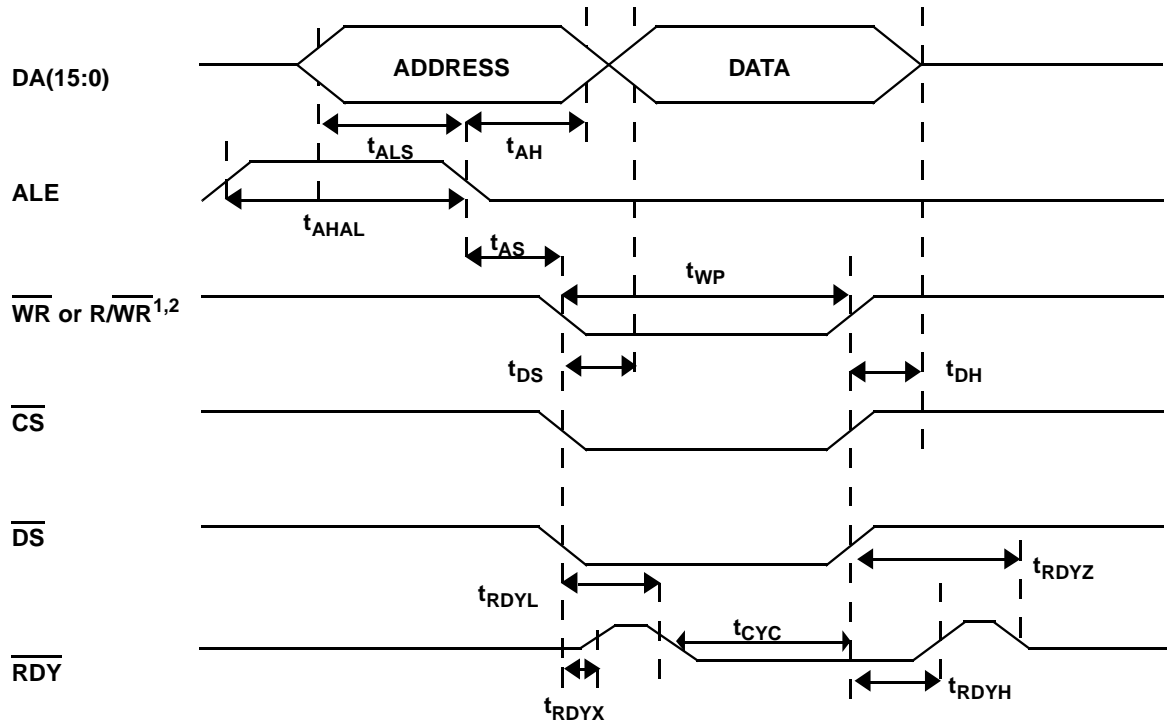 DA(15:0)
ADDRESS
DATA
tALS
tAH
ALE
tAHAL
tAS
tWP
WR or R/WR1,2
tDS
tDH
CS
DS
tRDYL
tRDYZ
tCYC
RDY
tRDYX
tRDYH